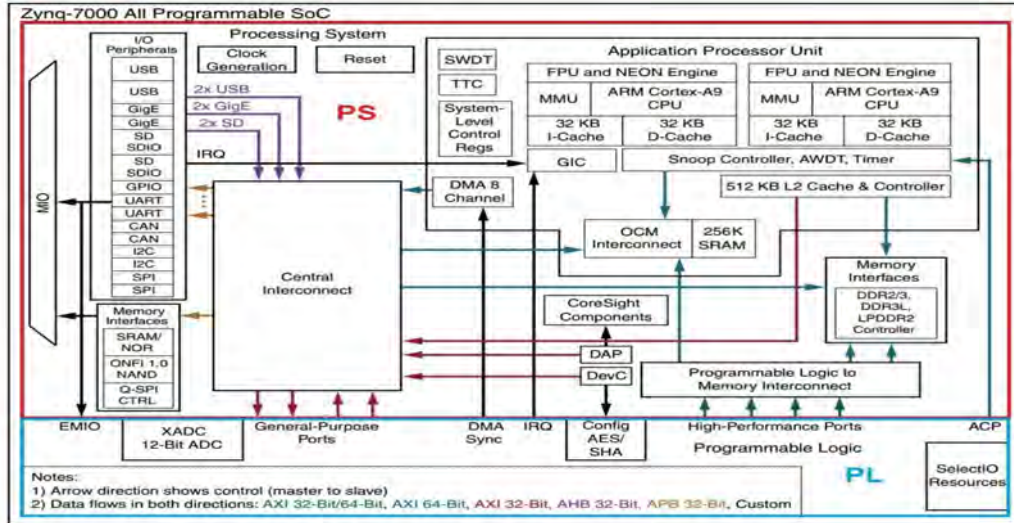 Zynq-7000 All Programmable SoC
Processing System
I/O
Peripherals
USB
USB
GigE
GigE
SD
SDIO
SD
SDIO
GPIO
UART
UART
CAN
CAN
I2C
I2C
SPI
SPI
MIO
Memory
Interfaces
SRAM/
NOR
ONFI 1.0
NAND
Q-SPI
CTRL
Clock
Generation
Reset
2x USB
2x GigE
2x SD
IRQ
PS
Central
Interconnect
SWDT
TTC
System-
Level
Control
Regs
DMA 8
Channel
Application Processor Unit
FPU and NEON Engine
MMU
ARM Cortex-A9
CPU
32 KB
I-Cache
32 KB
D-Cache
FPU and NEON Engine
MMU
ARM Cortex-A9
CPU
32 KB
I-Cache
32 KB
D-Cache
GIC
Snoop Controller, AWDT, Timer
512 KB L2 Cache & Controller
OCM
Interconnect
256K
SRAM
Memory
Interfaces
DDR2/3,
DDR3L,
LPDDR2
Controller
CoreSight
Components
DAP
DevC
Programmable Logic to
Memory Interconnect
EMIO
XADC
12-Bit ADC
General-Purpose
Ports
DMA
Sync
IRQ
Config
AES/
SHA
High-Performance Ports
ACP
Programmable Logic
PL
SelectIO
Resources
Notes:
1) Arrow direction shows control (master to slave)
2) Data flows in both directions: AXI 32-Bit/64-Bit, AXI 64-Bit, AXI 32-Bit, AHB 32-Bit, APB 32-Bit, Custom